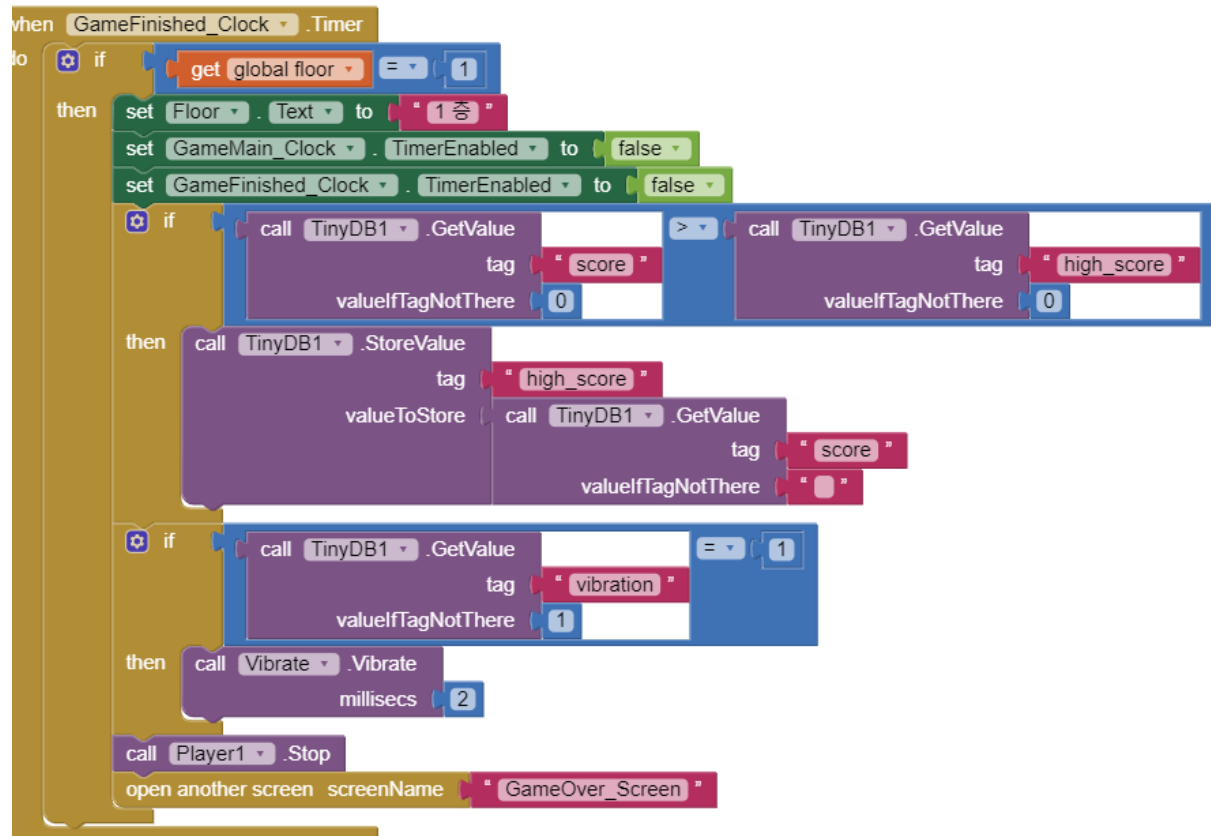 when GameFinished_Clock .Timer
do if get global floor = 1
then set Floor . Text to " 1 층 "
set GameMain_Clock . TimerEnabled to false
set GameFinished_Clock . TimerEnabled to false
if call TinyDB1 .GetValue > call TinyDB1 .GetValue
tag " score " tag " high_score "
valueIfTagNotThere 0 valueIfTagNotThere 0
then call TinyDB1 .StoreValue
tag " high_score "
valueToStore call TinyDB1 .GetValue
tag " score "
valueIfTagNotThere " "
if call TinyDB1 .GetValue = 1
tag " vibration "
valueIfTagNotThere 1
then call Vibrate .Vibrate
millisecs 2
call Player1 .Stop
open another screen screenName " GameOver_Screen "